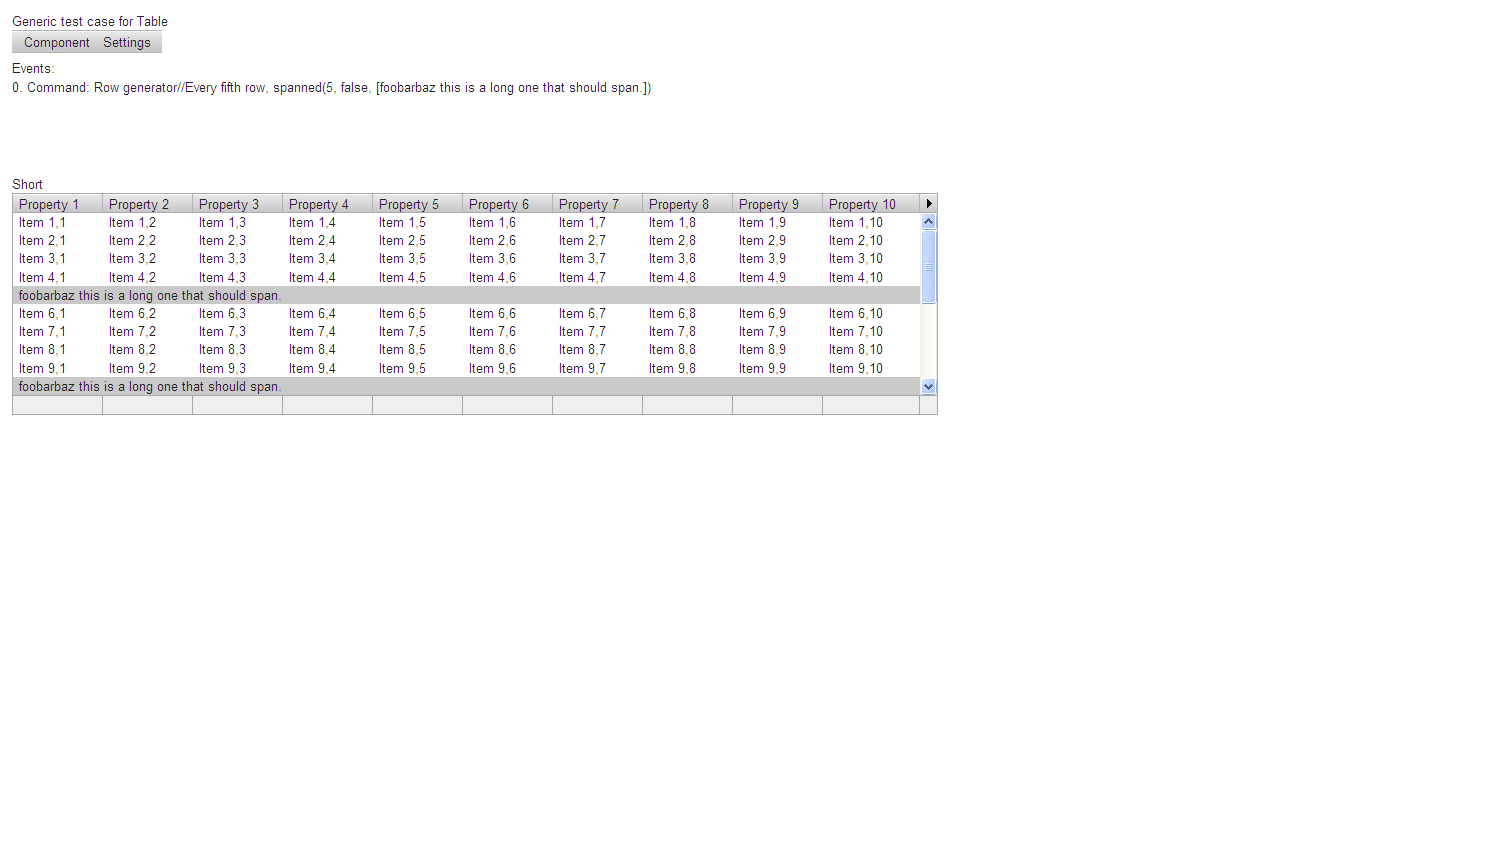 Generic test case for Table
Component Settings
Events:
0. Command: Row generator//Every fifth row, spanned(5, false, [foobarbaz this is a long one that should span.])
Short
Property 1 Property 2 Property 3 Property 4 Property 5 Property 6 Property 7 Property 8 Property 9 Property 10
Item 1,1 Item 1,2 Item 1,3 Item 1,4 Item 1,5 Item 1,6 Item 1,7 Item 1,8 Item 1,9 Item 1,10
Item 2,1 Item 2,2 Item 2,3 Item 2,4 Item 2,5 Item 2,6 Item 2,7 Item 2,8 Item 2,9 Item 2,10
Item 3,1 Item 3,2 Item 3,3 Item 3,4 Item 3,5 Item 3,6 Item 3,7 Item 3,8 Item 3,9 Item 3,10
Item 4,1 Item 4,2 Item 4,3 Item 4,4 Item 4,5 Item 4,6 Item 4,7 Item 4,8 Item 4,9 Item 4,10
foobarbaz this is a long one that should span.
Item 6,1 Item 6,2 Item 6,3 Item 6,4 Item 6,5 Item 6,6 Item 6,7 Item 6,8 Item 6,9 Item 6,10
Item 7,1 Item 7,2 Item 7,3 Item 7,4 Item 7,5 Item 7,6 Item 7,7 Item 7,8 Item 7,9 Item 7,10
Item 8,1 Item 8,2 Item 8,3 Item 8,4 Item 8,5 Item 8,6 Item 8,7 Item 8,8 Item 8,9 Item 8,10
Item 9,1 Item 9,2 Item 9,3 Item 9,4 Item 9,5 Item 9,6 Item 9,7 Item 9,8 Item 9,9 Item 9,10
foobarbaz this is a long one that should span.